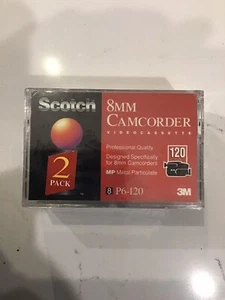 Scotch
2
PACK
8MM
CAMCORDER
VIDEOCASSETTE
Professional Quality
Designed Specifically
for 8mm Camcorders
120
MP Metal Particulate
8 P6-120
3M